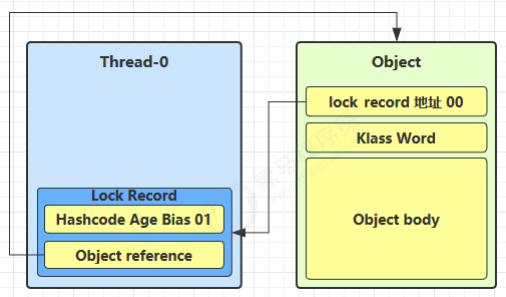 Thread-0
Lock Record
Hashcode Age Bias 01
Object reference
Object
lock record 地址 00
Klass Word
Object body